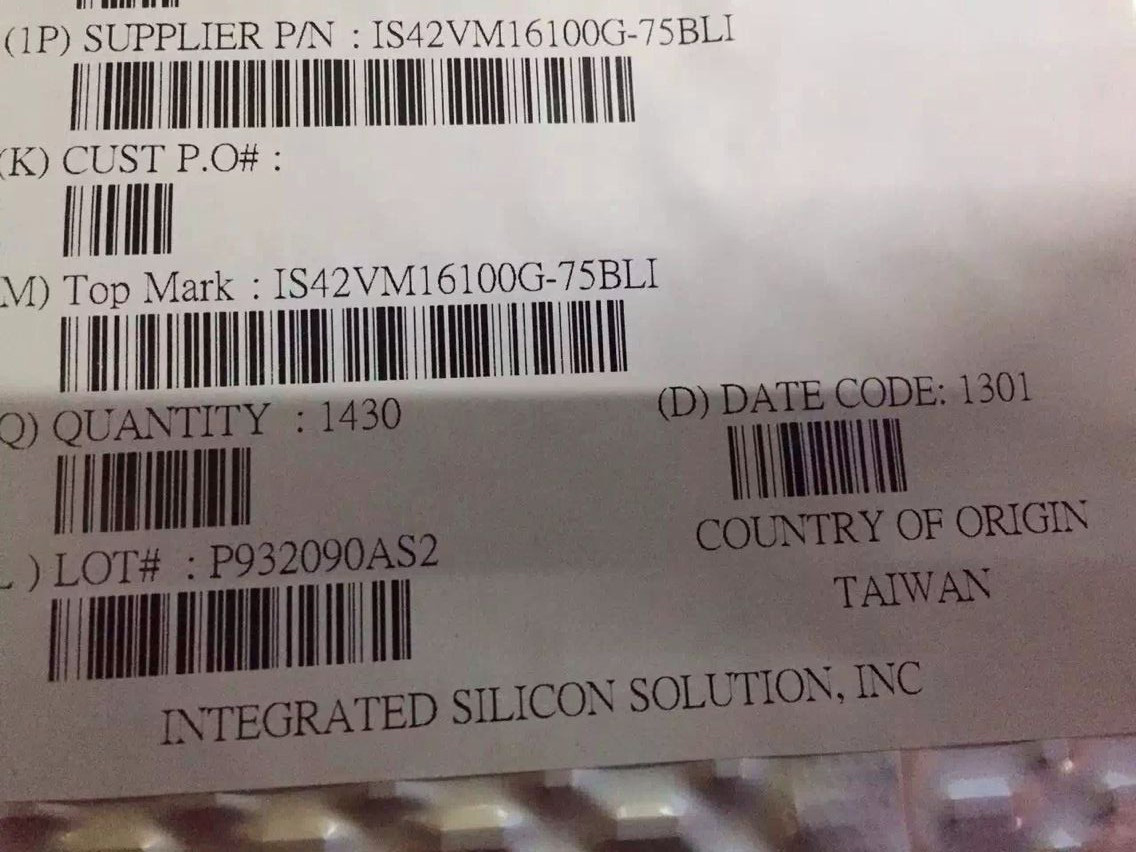 (1P) SUPPLIER P/N : IS42VM16100G-75BLI
(K) CUST P.O# :
M) Top Mark : IS42VM16100G-75BLI
Q) QUANTITY : 1430
(D) DATE CODE: 1301
) LOT# : P932090AS2
COUNTRY OF ORIGIN
TAIWAN
INTEGRATED SILICON SOLUTION, INC